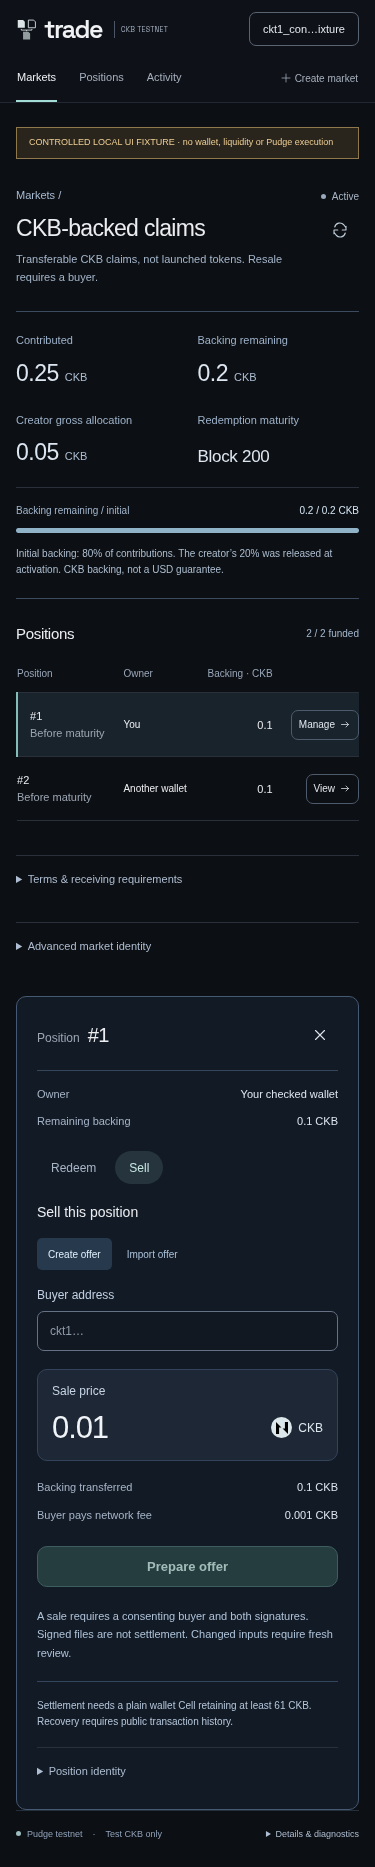 trade
CKB TESTNET
ckt1_con…ixture
Markets
Positions
Activity
Create market
CONTROLLED LOCAL UI FIXTURE · no wallet, liquidity or Pudge execution
Markets /
Active
CKB-backed claims
Transferable CKB claims, not launched tokens. Resale
requires a buyer.
Contributed
Backing remaining
0.25 CKB
0.2 CKB
Creator gross allocation
Redemption maturity
0.05 CKB
Block 200
Backing remaining / initial
0.2 / 0.2 CKB
Initial backing: 80% of contributions. The creator's 20% was released at
activation. CKB backing, not a USD guarantee.
Positions
2 / 2 funded
Position
Owner
Backing · CKB
#1
Before maturity
You
0.1
Manage →
#2
Before maturity
Another wallet
0.1
View →
Terms & receiving requirements
Advanced market identity
Position #1
Owner
Your checked wallet
Remaining backing
0.1 CKB
Redeem
Sell
Sell this position
Create offer
Import offer
Buyer address
ckt1…
Sale price
0.01
CKB
Backing transferred
0.1 CKB
Buyer pays network fee
0.001 CKB
Prepare offer
A sale requires a consenting buyer and both signatures.
Signed files are not settlement. Changed inputs require fresh
review.
Settlement needs a plain wallet Cell retaining at least 61 CKB.
Recovery requires public transaction history.
Position identity
Pudge testnet · Test CKB only
Details & diagnostics